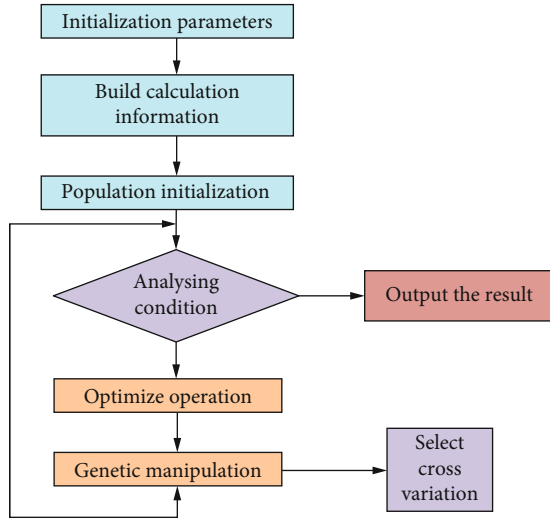 Initialization parameters
Build calculation
information
Population initialization
Analysing
condition
Output the result
Optimize operation
Genetic manipulation
Select
cross
variation